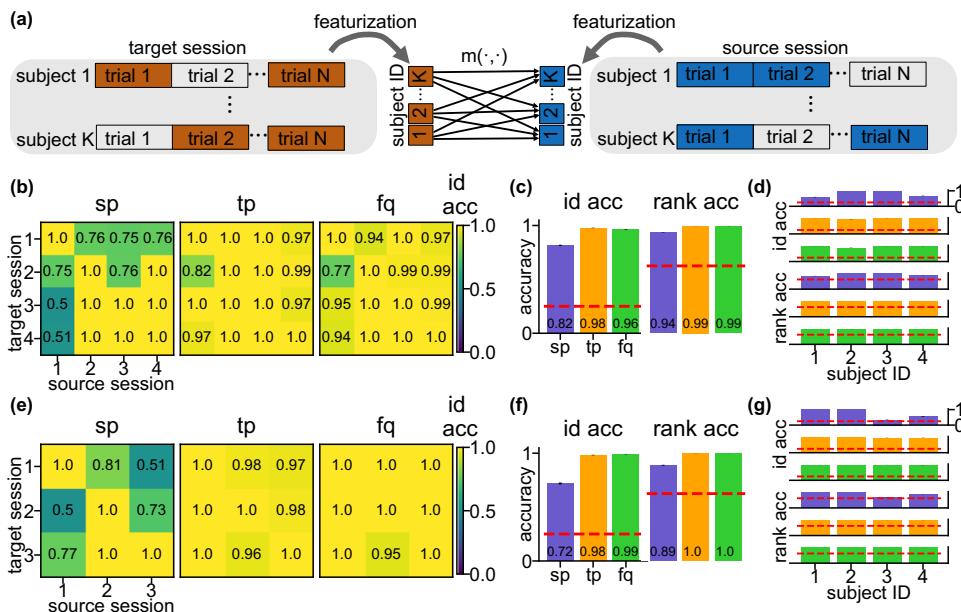 (a)
featurization
featurization
target session
source session
m(·,·)
subject 1
trial 1
trial 2
trial N
subject K
trial 1
trial 2
trial N
subject ID
1 2 K
subject ID
1 2 K
subject 1
trial 1
trial 2
trial N
subject K
trial 1
trial 2
trial N
(b)
sp
tp
fq
id acc
target session
1
2
3
4
1.0 0.76 0.75 0.76
0.75 1.0 0.76 1.0
0.5 1.0 1.0 1.0
0.51 1.0 1.0 1.0
1 2 3 4
source session
1.0 1.0 1.0 0.97
0.82 1.0 1.0 0.99
1.0 1.0 1.0 0.97
0.97 1.0 1.0 1.0
1.0 0.94 1.0 0.97
0.77 1.0 0.99 0.99
0.95 1.0 1.0 0.99
0.94 1.0 1.0 1.0
1.0
0.5
0.0
(c)
id acc
rank acc
accuracy
1
0
0.82 0.98 0.96
0.94 0.99 0.99
sp tp fq
(d)
1
0
id acc
rank acc
1 2 3 4
subject ID
(e)
sp
tp
fq
id acc
target session
1
2
3
1.0 0.81 0.51
0.5 1.0 0.73
0.77 1.0 1.0
1 2 3
source session
1.0 0.98 0.97
1.0 1.0 0.98
1.0 0.96 1.0
1.0 1.0 1.0
1.0 1.0 1.0
1.0 0.95 1.0
1.0
0.5
0.0
(f)
id acc
rank acc
accuracy
1
0
0.72 0.98 0.99
0.89 1.0 1.0
sp tp fq
(g)
1
0
id acc
rank acc
1 2 3 4
subject ID